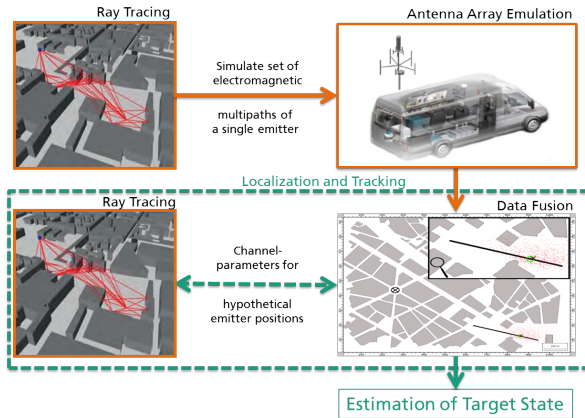 Ray Tracing
Antenna Array Emulation
Simulate set of
electromagnetic
multipaths of
a single emitter
Localization and Tracking
Ray Tracing
Data Fusion
Channel-
parameters for
hypothetical
emitter positions
Estimation of Target State